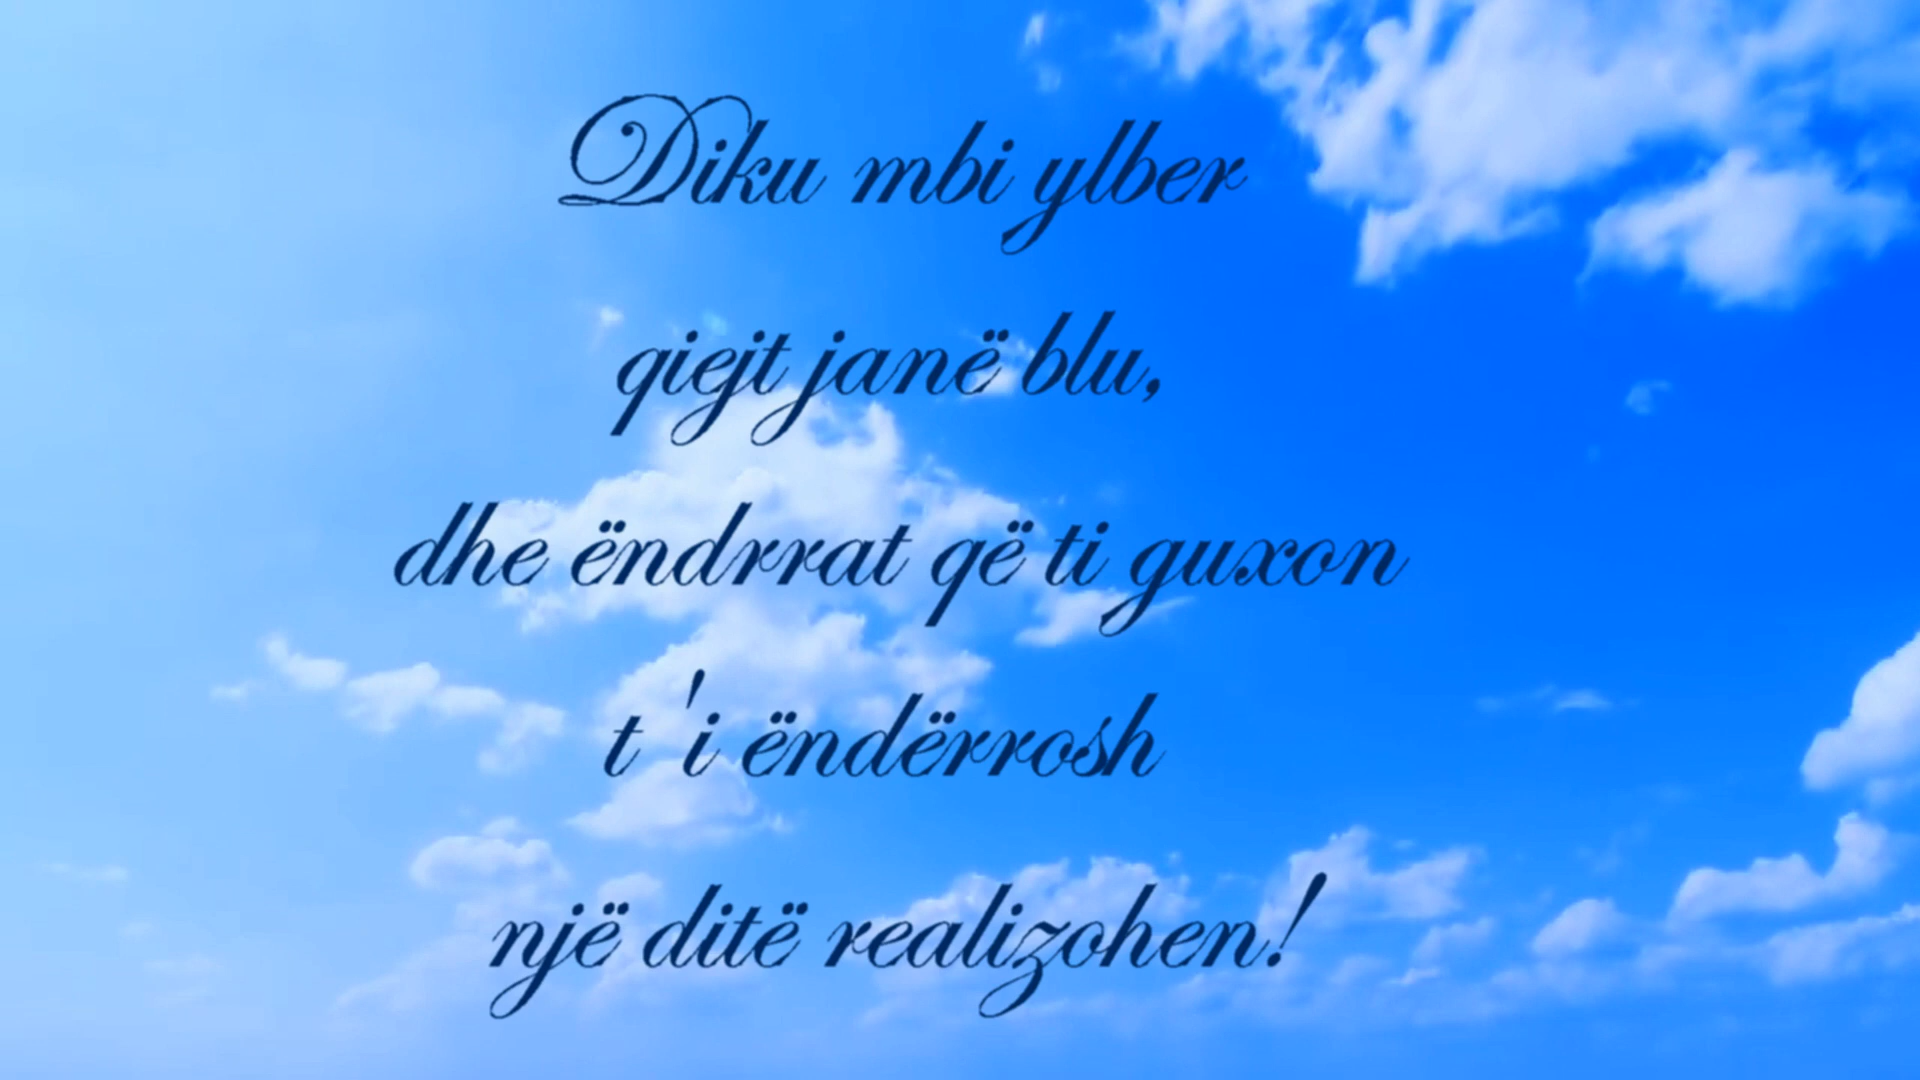 Diku mbi ylber
qiejt janë blu,
dhe ëndrrat që ti guxon
t 'i ëndërrosh
një ditë realizohen!